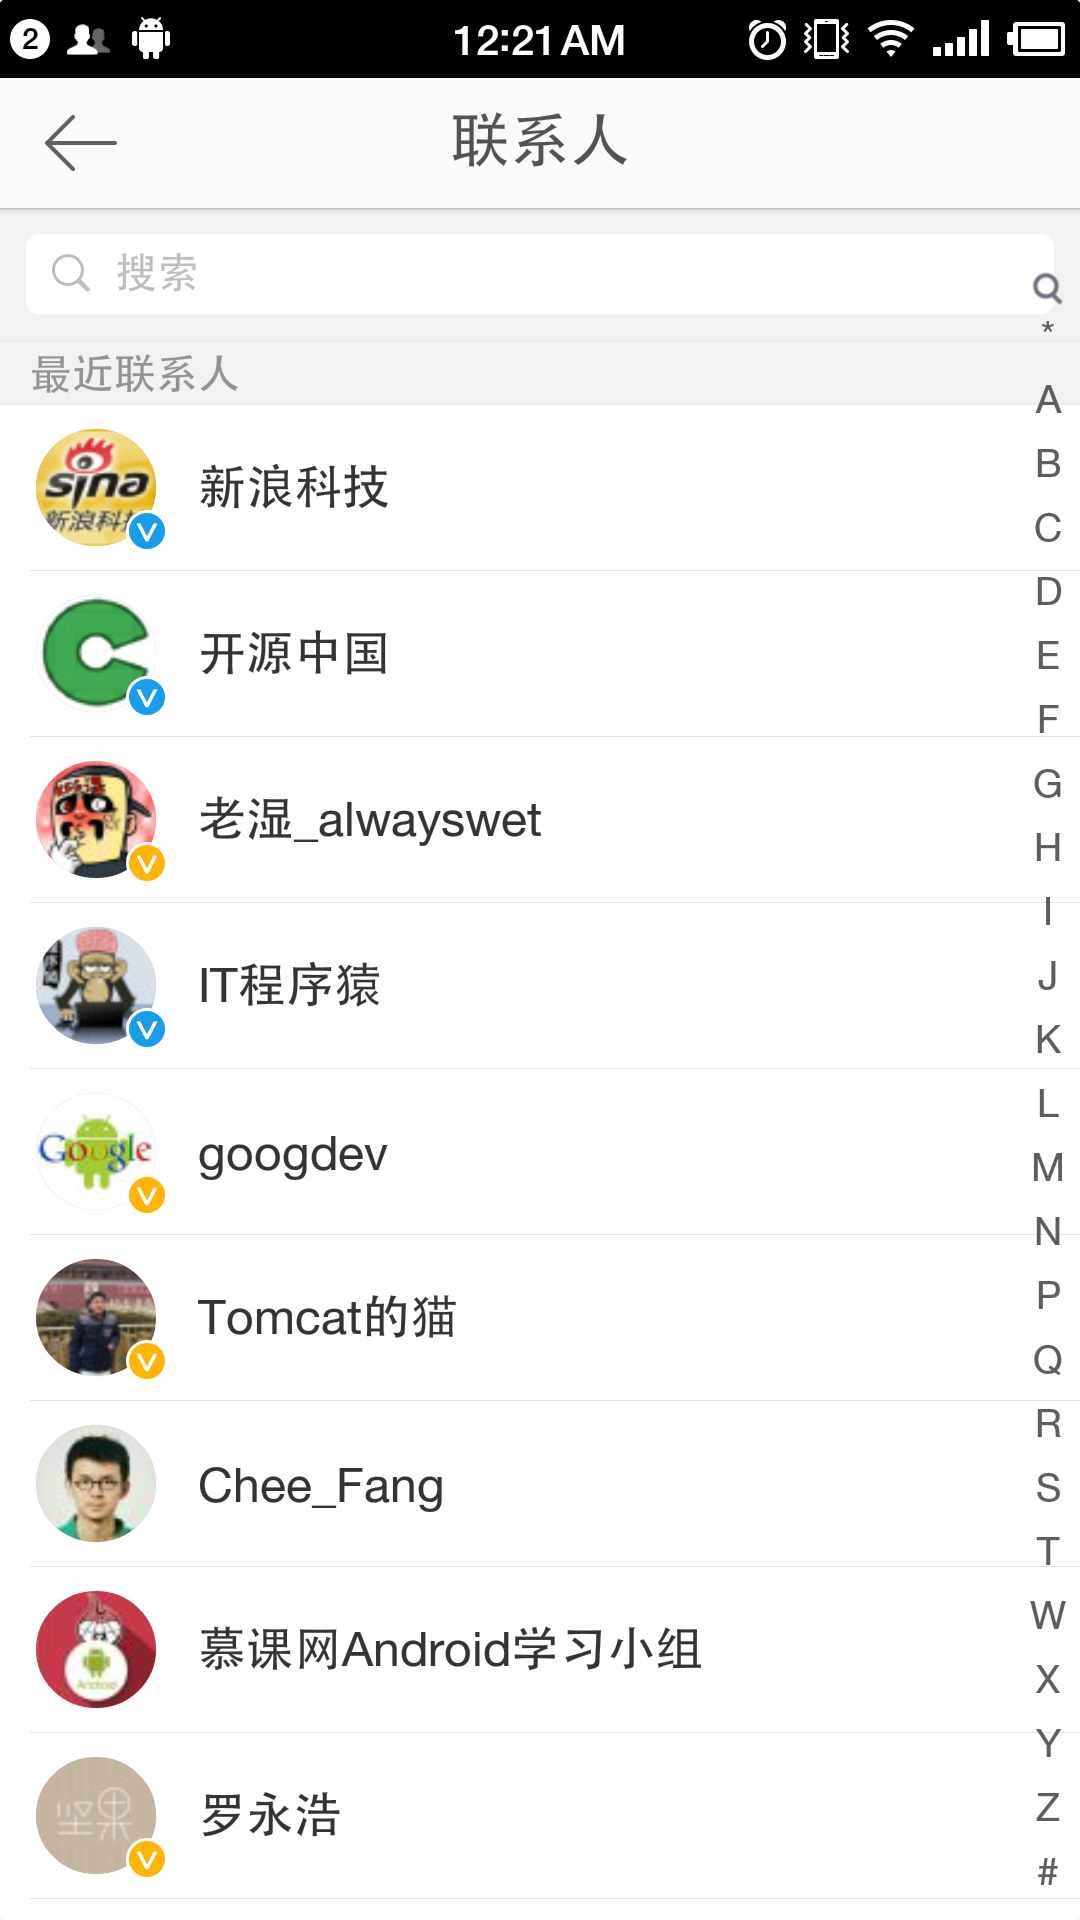 2
12:21 AM
联系人
搜索
*
最近联系人
A
sina
新浪科技
新浪科技
B
C
D
开源中国
E
F
G
老湿_alwayswet
H
I
IT程序猿
J
K
L
Google
googdev
M
N
P
Tomcat的猫
Q
R
Chee_Fang
S
T
W
慕课网Android学习小组
Android
X
Y
坚果
罗永浩
Z
#